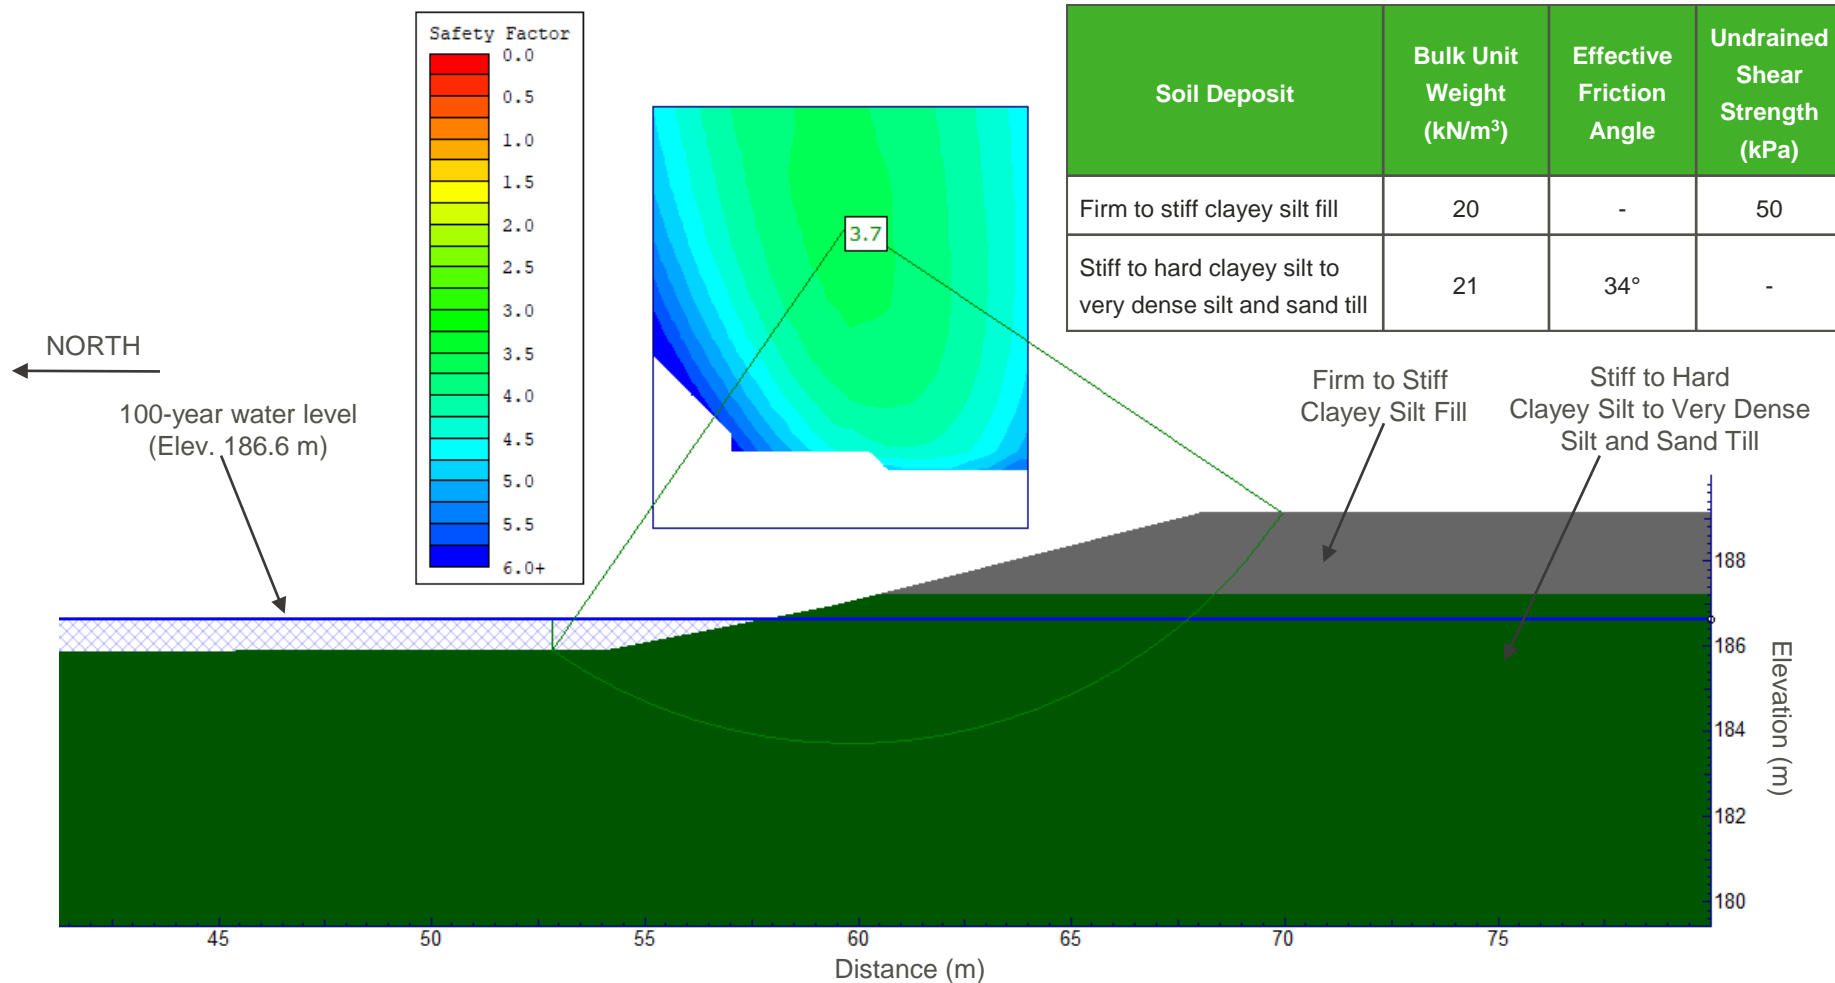 Safety Factor
0.0
0.5
1.0
1.5
2.0
2.5
3.0
3.5
4.0
4.5
5.0
5.5
6.0+
3.7
Soil Deposit
Bulk Unit
Weight
(kN/m³)
Effective
Friction
Angle
Undrained
Shear
Strength
(kPa)
Firm to stiff clayey silt fill
20
-
50
Stiff to hard clayey silt to
very dense silt and sand till
21
34°
-
NORTH
100-year water level
(Elev. 186.6 m)
Firm to Stiff
Clayey Silt Fill
Stiff to Hard
Clayey Silt to Very Dense
Silt and Sand Till
188
186
184
182
180
Elevation (m)
45
50
55
60
65
70
75
Distance (m)